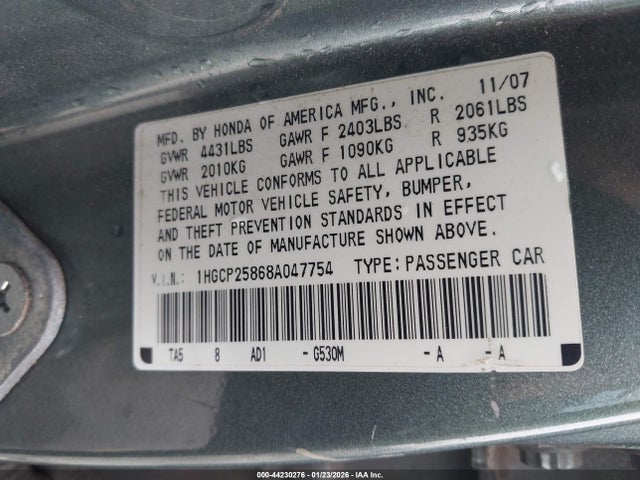 MFD. BY HONDA OF AMERICA MFG., INC. 11/07
GVWR 4431LBS GAWR F 2403LBS R 2061LBS
GVWR 2010KG GAWR F 1090KG R 935KG
THIS VEHICLE CONFORMS TO ALL APPLICABLE
FEDERAL MOTOR VEHICLE SAFETY, BUMPER,
AND THEFT PREVENTION STANDARDS IN EFFECT
ON THE DATE OF MANUFACTURE SHOWN ABOVE.
V.I.N: 1HGCP25868A047754 TYPE: PASSENGER CAR
TA5 8 AD1 - G530M - A - A
000-44230276 - 01/23/2026 - IAA Inc.